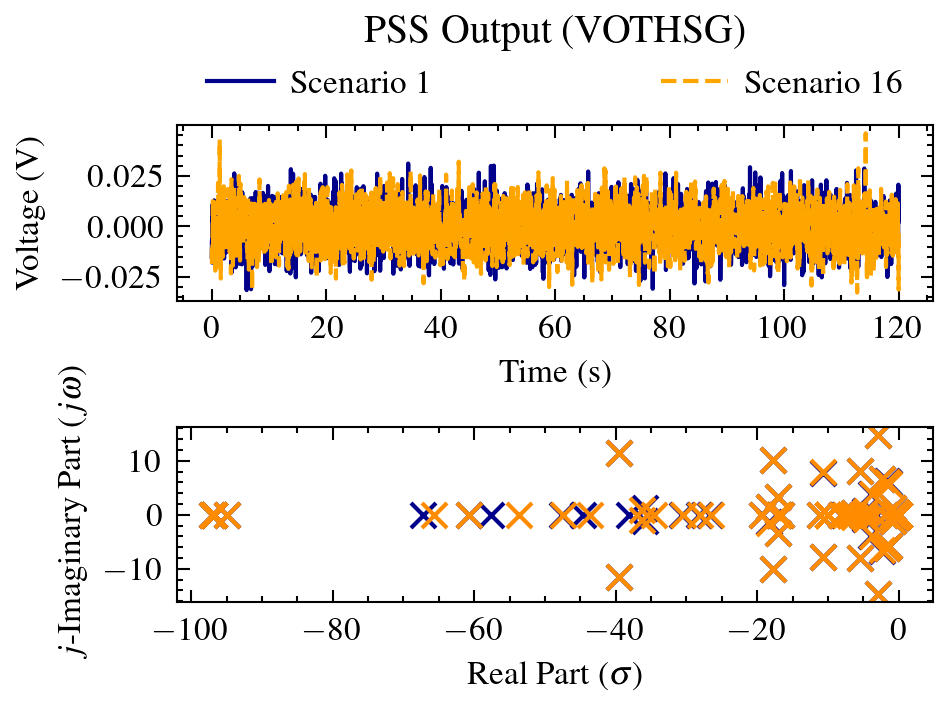 PSS Output (VOTHSG)
Scenario 1
Scenario 16
Voltage (V)
0.025
0.000
−0.025
0 20 40 60 80 100 120
Time (s)
j-Imaginary Part (jω)
10
0
−10
−100 −80 −60 −40 −20 0
Real Part (σ)